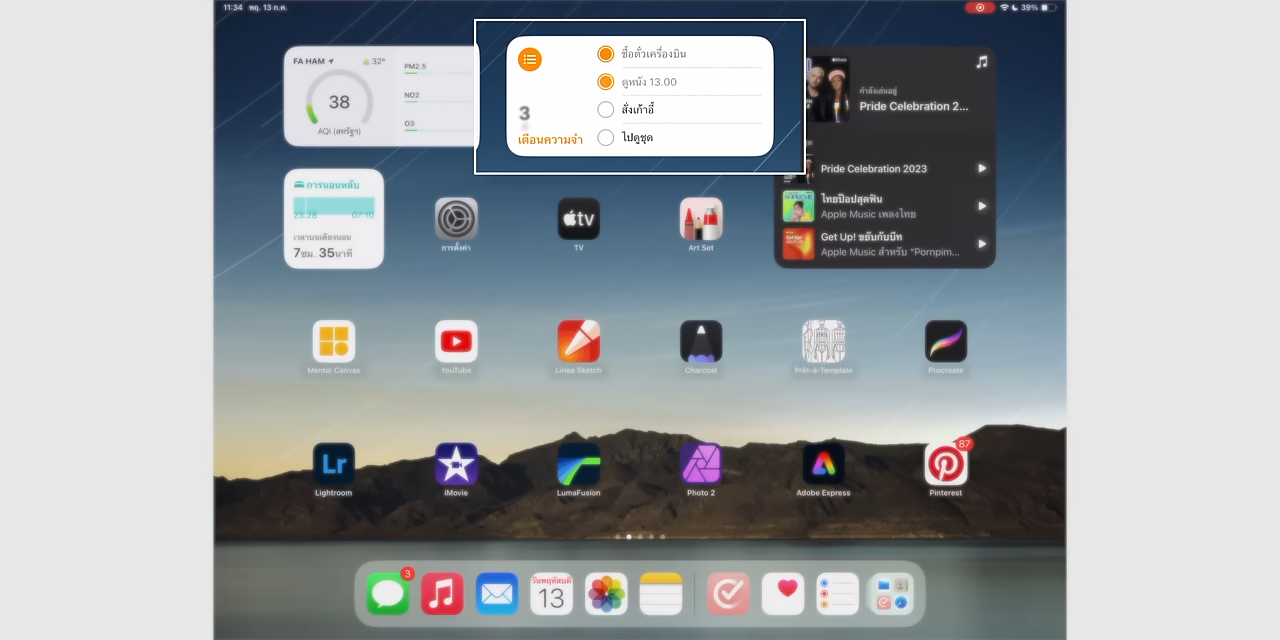 11:34 พฤ. 13 ก.ค.
39%
FA HAM
32°
38
AQI (สหรัฐฯ)
PM2.5
NO2
O3
3
เตือนความจำ
ซื้อตั๋วเครื่องบิน
ดูหนัง 13.00
สั่งเก้าอี้
ไปดูชุด
Music
กำลังเล่นอยู่
Pride Celebration 2...
Pride Celebration 2023
ไทยป๊อปสุดฟิน
Apple Music เพลงไทย
Get Up! ขยับกับบีท
Apple Music สำหรับ "Pornpim...
การนอนหลับ
23:28 07:10
เวลาบนเตียงนอน
7ชม. 35นาที
tv
การตั้งค่า
TV
Art Set
Mental Canvas
YouTube
Linea Sketch
Charcoal
Prêt-à-Template
Procreate
Lr
87
Lightroom
iMovie
LumaFusion
Photo 2
Adobe Express
Pinterest
3
วันพฤหัสบดี
13